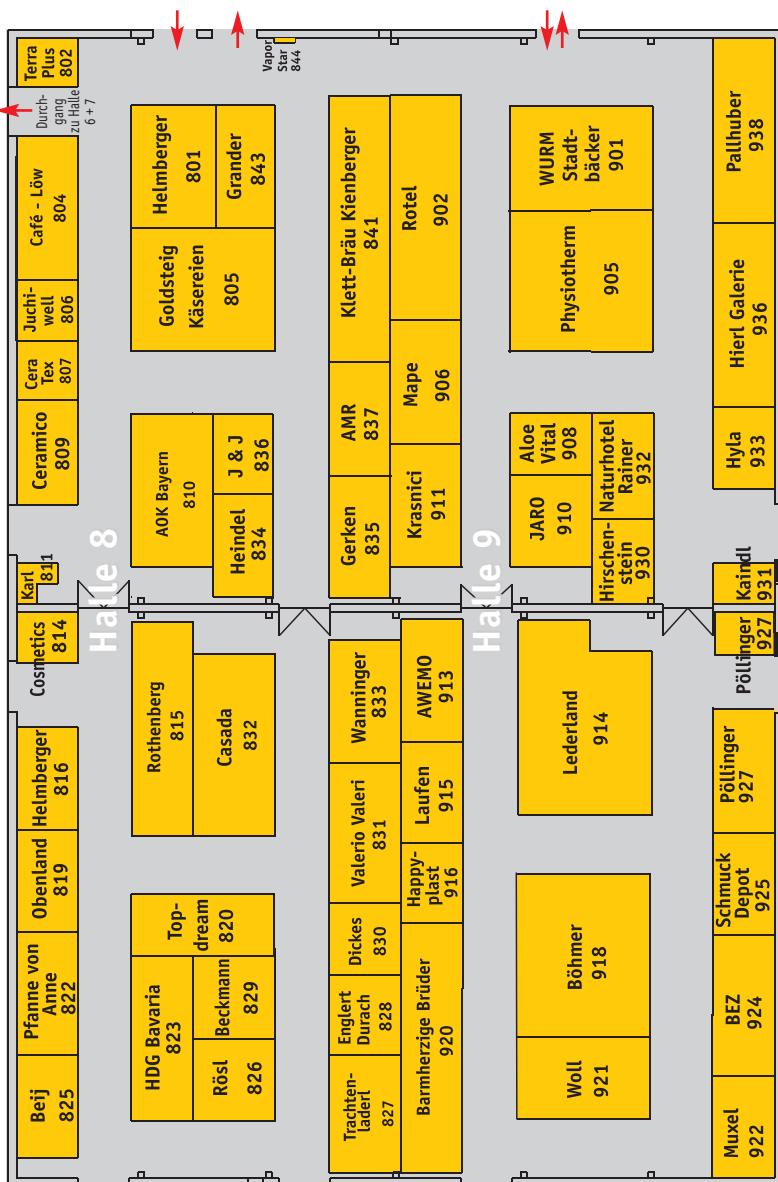 Terra
Plus
802
Durch-
gang
zu Halle
6 + 7
Café - Löw
804
Juchi-
well
806
Cera
Tex
807
Ceramico
809
Karl
811
Cosmetics
814
Helmberger
816
Obenland
819
Pfanne von
Anne
822
Beij
825
Halle 8
Helmberger
801
Grander
843
Goldsteig
Käsereien
805
AOK Bayern
810
J & J
836
Heindel
834
Rothenberg
815
Casada
832
Top-
dream
820
HDG Bavaria
823
Beckmann
829
Rösl
826
Vapor
Star
844
Klett-Bräu Kienberger
841
AMR
837
Gerken
835
Wanninger
833
Valerio Valeri
831
Dickes
830
Englert
Durach
828
Trachten-
laderl
827
Rotel
902
Mape
906
Krasnici
911
AWEMO
913
Laufen
915
Happy-
plast
916
Barmherzige Brüder
920
Halle 9
WURM
Stadt-
bäcker
901
Physiotherm
905
Aloe
Vital
908
JARO
910
Naturhotel
Rainer
932
Hirschen-
stein
930
Lederland
914
Böhmer
918
Woll
921
Pallhuber
938
Hierl Galerie
936
Hyla
933
Kaindl
931
Pöllinger
927
Pöllinger
927
Schmuck
Depot
925
BEZ
924
Muxel
922